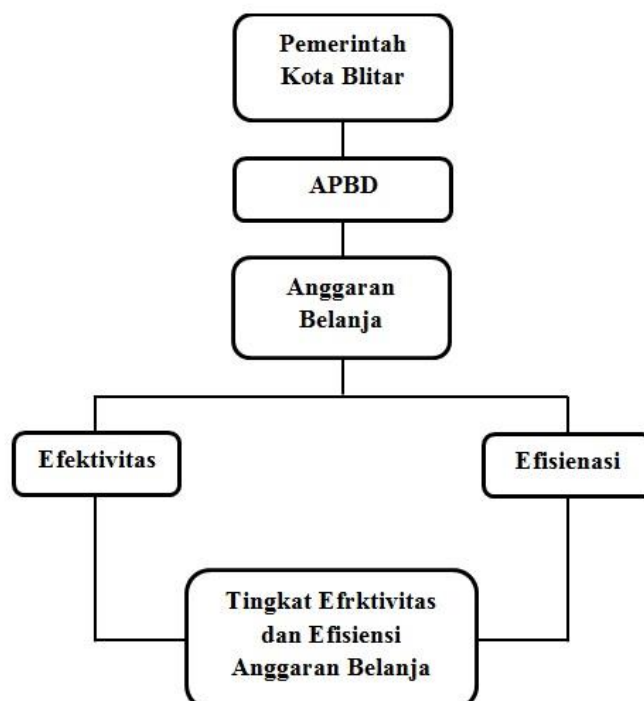 Pemerintah
Kota Blitar
APBD
Anggaran
Belanja
Efektivitas
Efisienasi
Tingkat Efrktivitas
dan Efisiensi
Anggaran Belanja